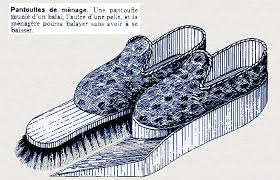 Pantoufles de ménage. Une pantoufle
munie d'un balai, l'autre d'une pelle, et la
ménagère pourra balayer sans avoir à se
baisser.